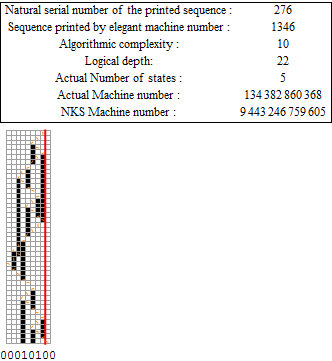 Natural serial number of the printed sequence : 276
Sequence printed by elegant machine number : 1346
Algorithmic complexity : 10
Logical depth: 22
Actual Number of states : 5
Actual Machine number : 134 382 860 368
NKS Machine number : 9 443 246 759 605
00010100